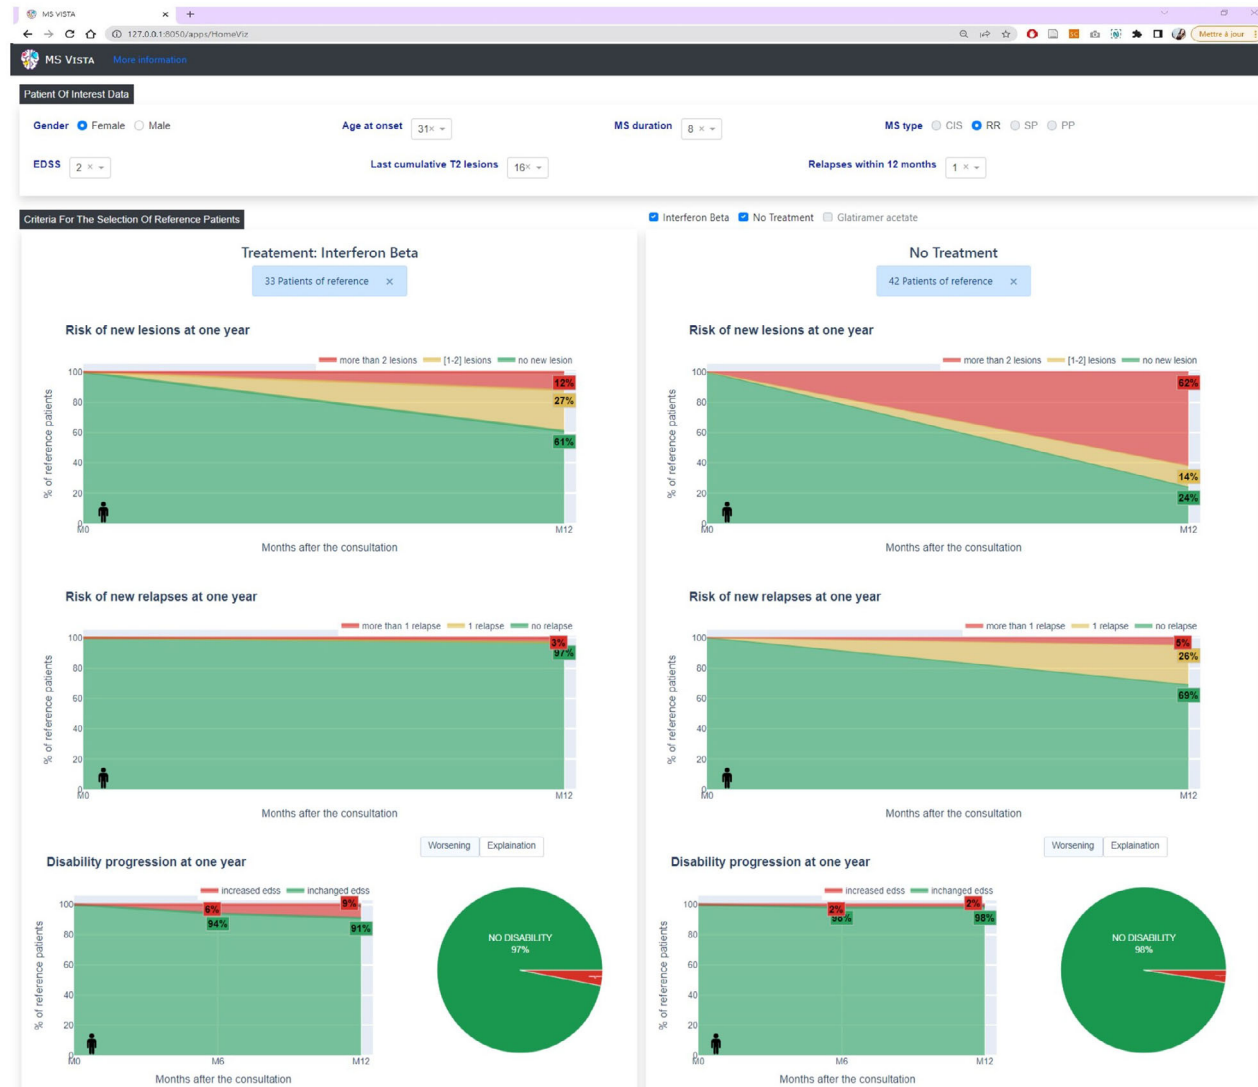 MS VISTA × +
127.0.0.1:8050/apps/HomeViz Mettre à jour
MS VISTA More information
Patient Of Interest Data
Gender Female Male Age at onset 31 × MS duration 8 × MS type CIS RR SP PP
EDSS 2 × Last cumulative T2 lesions 16 × Relapses within 12 months 1 ×
Criteria For The Selection Of Reference Patients Interferon Beta No Treatment Glatiramer acetate
Treatement: Interferon Beta
33 Patients of reference ×
Risk of new lesions at one year
more than 2 lesions [1-2] lesions no new lesion
100
80
60
40
20
0
% of reference patients
12%
27%
61%
M0 M12
Months after the consultation
Risk of new relapses at one year
more than 1 relapse 1 relapse no relapse
100
80
60
40
20
0
% of reference patients
3%
97%
M0 M12
Months after the consultation
Worsening Explaination
Disability progression at one year
increased edss inchanged edss
100
80
60
40
20
0
% of reference patients
6%
94%
9%
91%
M0 M6 M12
Months after the consultation
NO DISABILITY
97%
No Treatment
42 Patients of reference ×
Risk of new lesions at one year
more than 2 lesions [1-2] lesions no new lesion
100
80
60
40
20
0
% of reference patients
62%
14%
24%
M0 M12
Months after the consultation
Risk of new relapses at one year
more than 1 relapse 1 relapse no relapse
100
80
60
40
20
0
% of reference patients
5%
26%
69%
M0 M12
Months after the consultation
Worsening Explaination
Disability progression at one year
increased edss inchanged edss
100
80
60
40
20
0
% of reference patients
2%
98%
2%
98%
M0 M6 M12
Months after the consultation
NO DISABILITY
98%